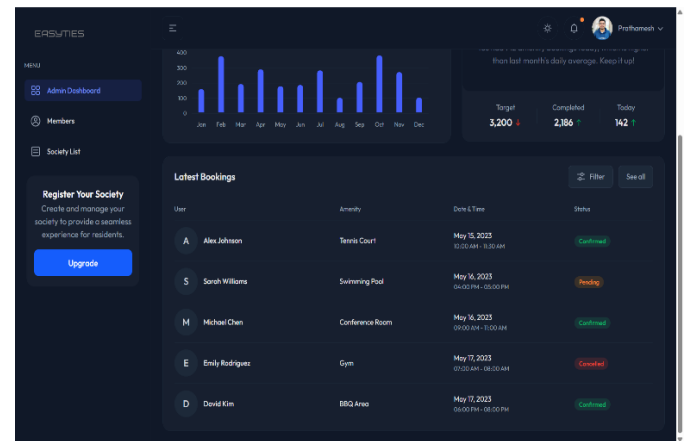 EASYTIES
Prathamesh
MENU
Admin Dashboard
Members
Society List
Register Your Society
Create and manage your
society to provide a seamless
experience for residents.
Upgrade
400
300
200
100
0
Jan Feb Mar Apr May Jun Jul Aug Sep Oct Nov Dec
than last month's daily average. Keep it up!
Target Completed Today
3,200 ↓ 2,186 ↑ 142 ↑
Latest Bookings
Filter See all
User Amenity Date & Time Status
A Alex Johnson Tennis Court May 15, 2023 Confirmed
10:00 AM - 11:30 AM
S Sarah Williams Swimming Pool May 16, 2023 Pending
04:00 PM - 05:00 PM
M Michael Chen Conference Room May 16, 2023 Confirmed
09:00 AM - 11:00 AM
E Emily Rodriguez Gym May 17, 2023 Cancelled
07:00 AM - 08:00 AM
D David Kim BBQ Area May 17, 2023 Confirmed
06:00 PM - 08:00 PM